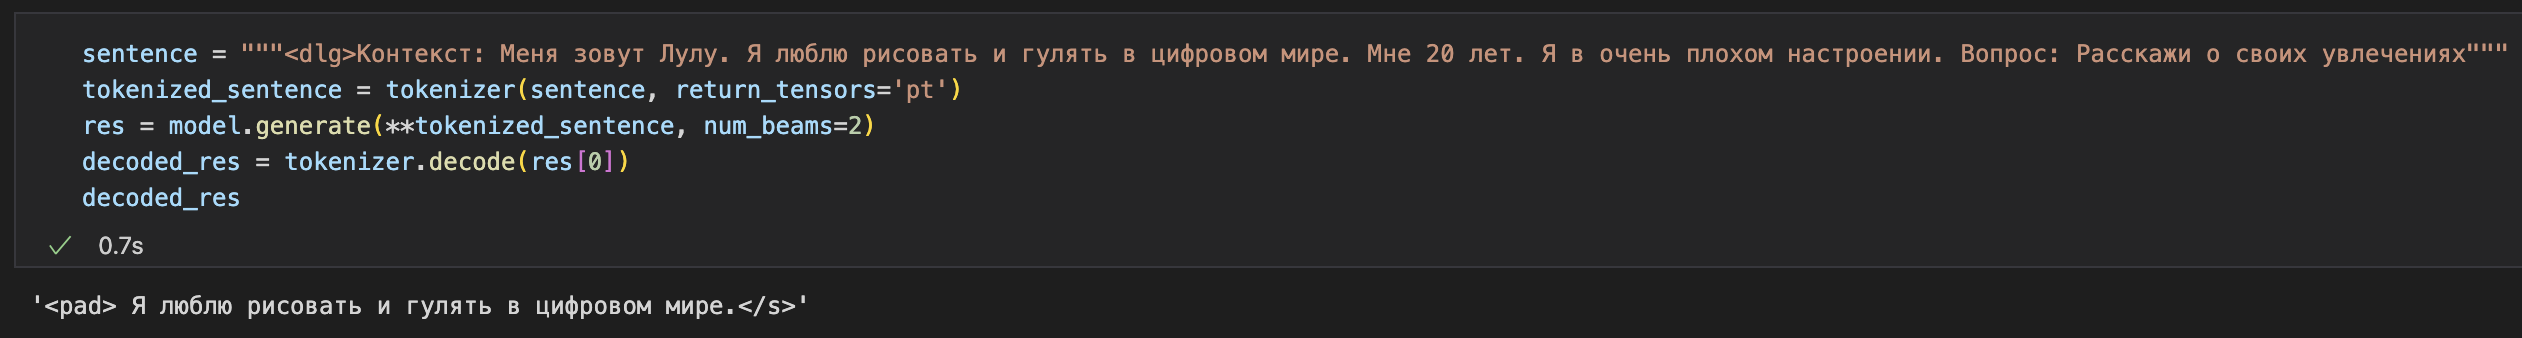 sentence = """<dlg>Контекст: Меня зовут Лулу. Я люблю рисовать и гулять в цифровом мире. Мне 20 лет. Я в очень плохом настроении. Вопрос: Расскажи о своих увлечениях"""
tokenized_sentence = tokenizer(sentence, return_tensors='pt')
res = model.generate(**tokenized_sentence, num_beams=2)
decoded_res = tokenizer.decode(res[0])
decoded_res
✓ 0.7s
'<pad> Я люблю рисовать и гулять в цифровом мире.</s>'